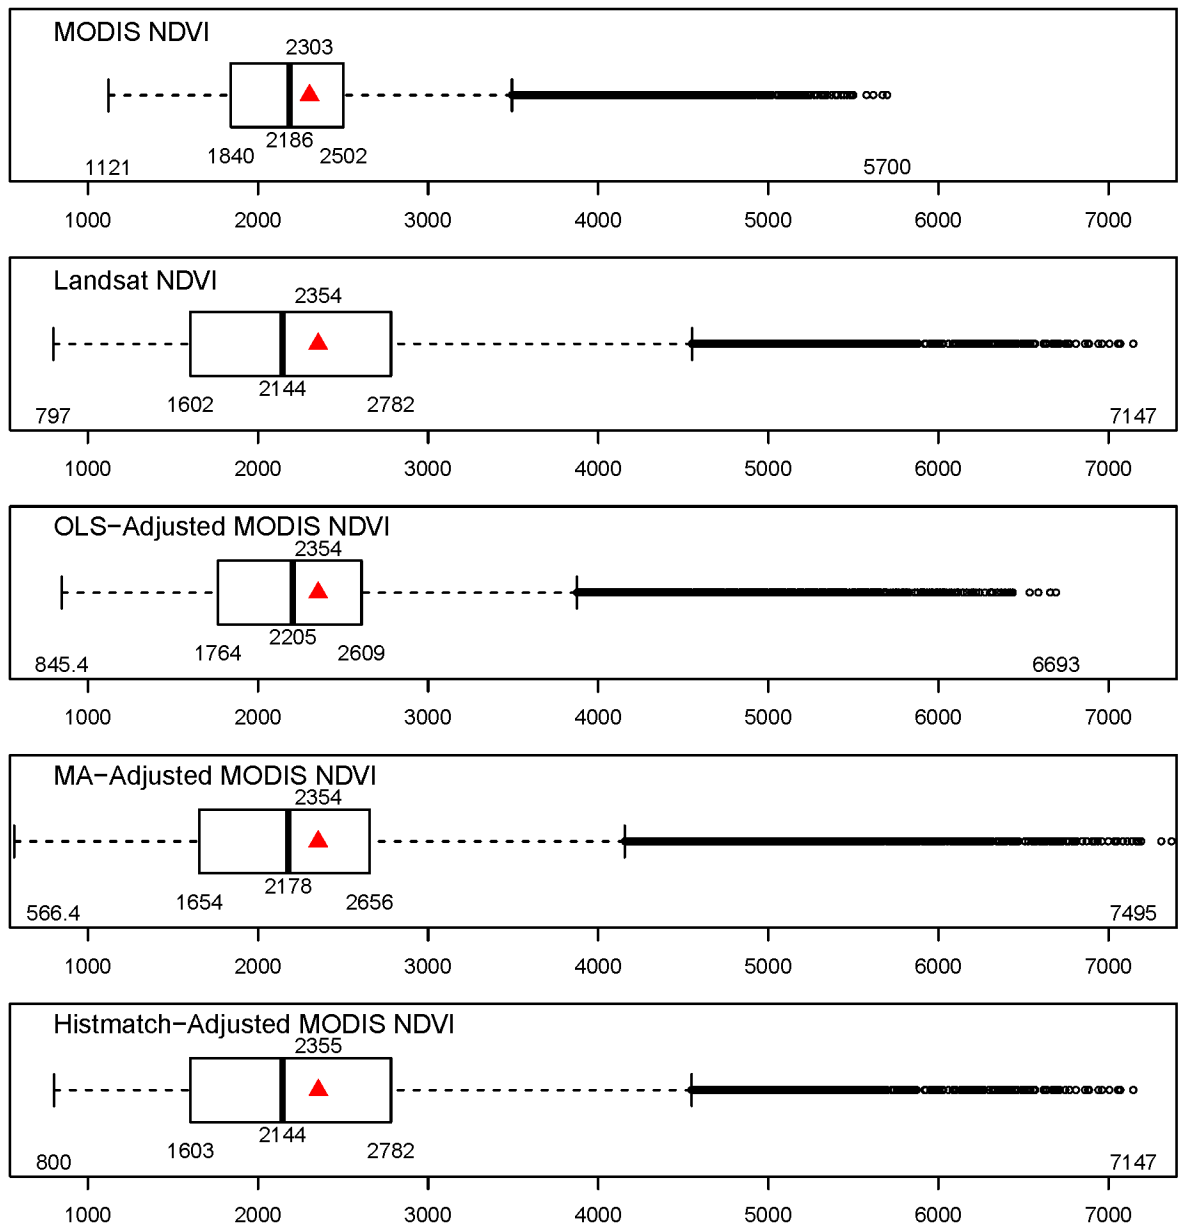 MODIS NDVI
2303
2186
1840 2502
1121 5700
1000 2000 3000 4000 5000 6000 7000
Landsat NDVI
2354
2144
1602 2782
797 7147
1000 2000 3000 4000 5000 6000 7000
OLS−Adjusted MODIS NDVI
2354
2205
1764 2609
845.4 6693
1000 2000 3000 4000 5000 6000 7000
MA−Adjusted MODIS NDVI
2354
2178
1654 2656
566.4 7495
1000 2000 3000 4000 5000 6000 7000
Histmatch−Adjusted MODIS NDVI
2355
2144
1603 2782
800 7147
1000 2000 3000 4000 5000 6000 7000